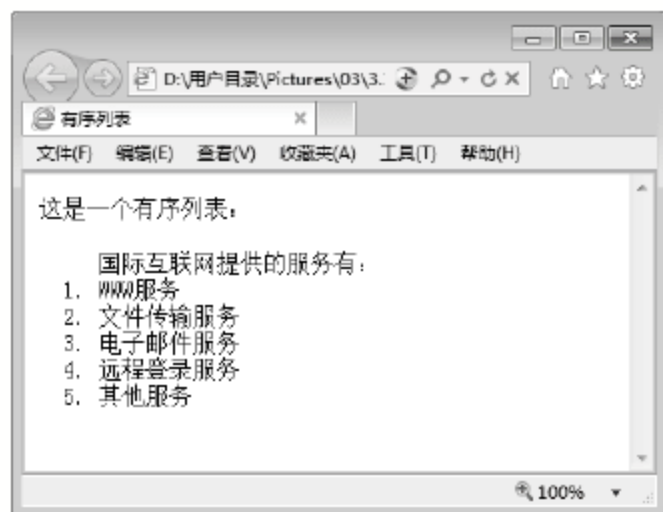 D:\用户目录\Pictures\03\3.
有序列表
文件(F) 编辑(E) 查看(V) 收藏夹(A) 工具(T) 帮助(H)
这是一个有序列表：
国际互联网提供的服务有：
1. WWW服务
2. 文件传输服务
3. 电子邮件服务
4. 远程登录服务
5. 其他服务
100%